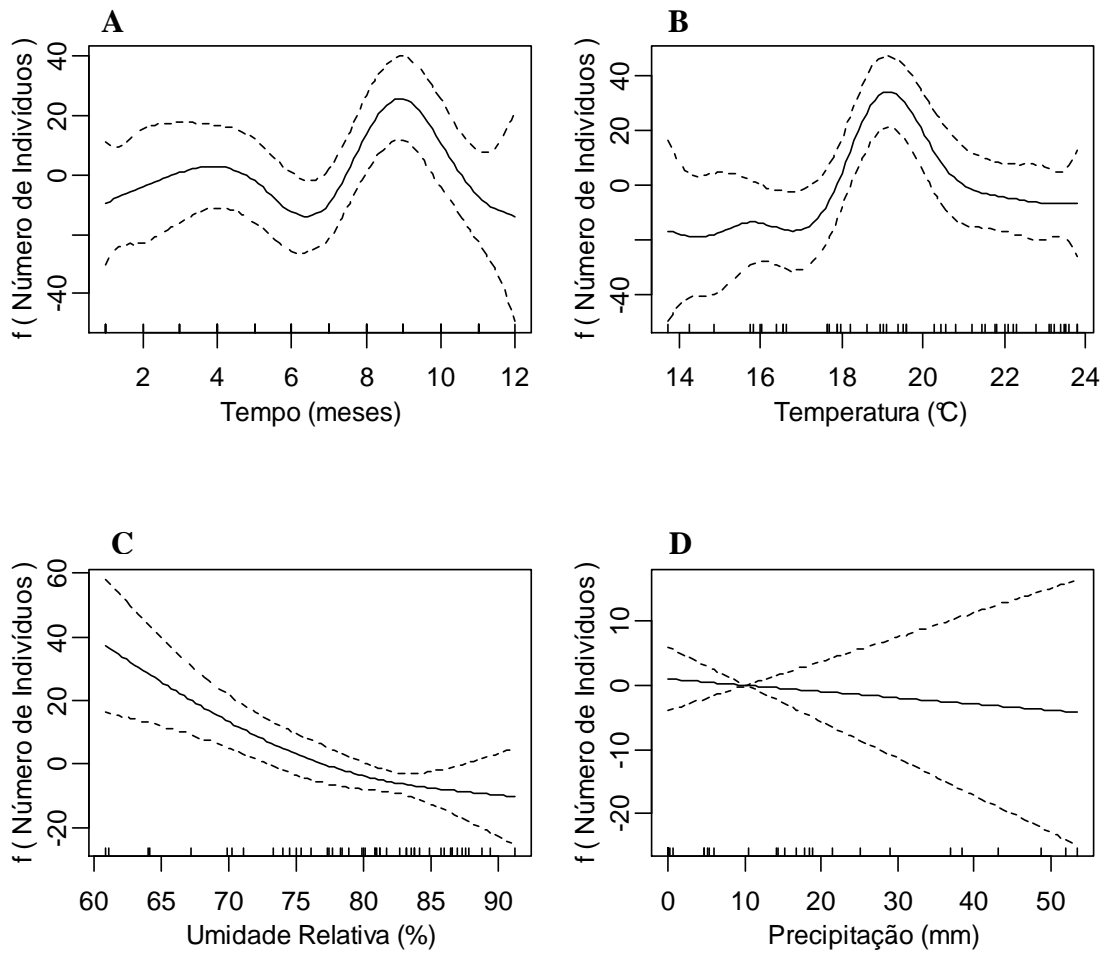 A
f ( Número de Indivíduos )
40
20
0
-40
2 4 6 8 10 12
Tempo (meses)
B
f ( Número de Indivíduos )
40
20
0
-40
14 16 18 20 22 24
Temperatura (°C)
C
f ( Número de Indivíduos )
60
40
20
0
-20
60 65 70 75 80 85 90
Umidade Relativa (%)
D
f ( Número de Indivíduos )
10
0
-10
-20
0 10 20 30 40 50
Precipitação (mm)